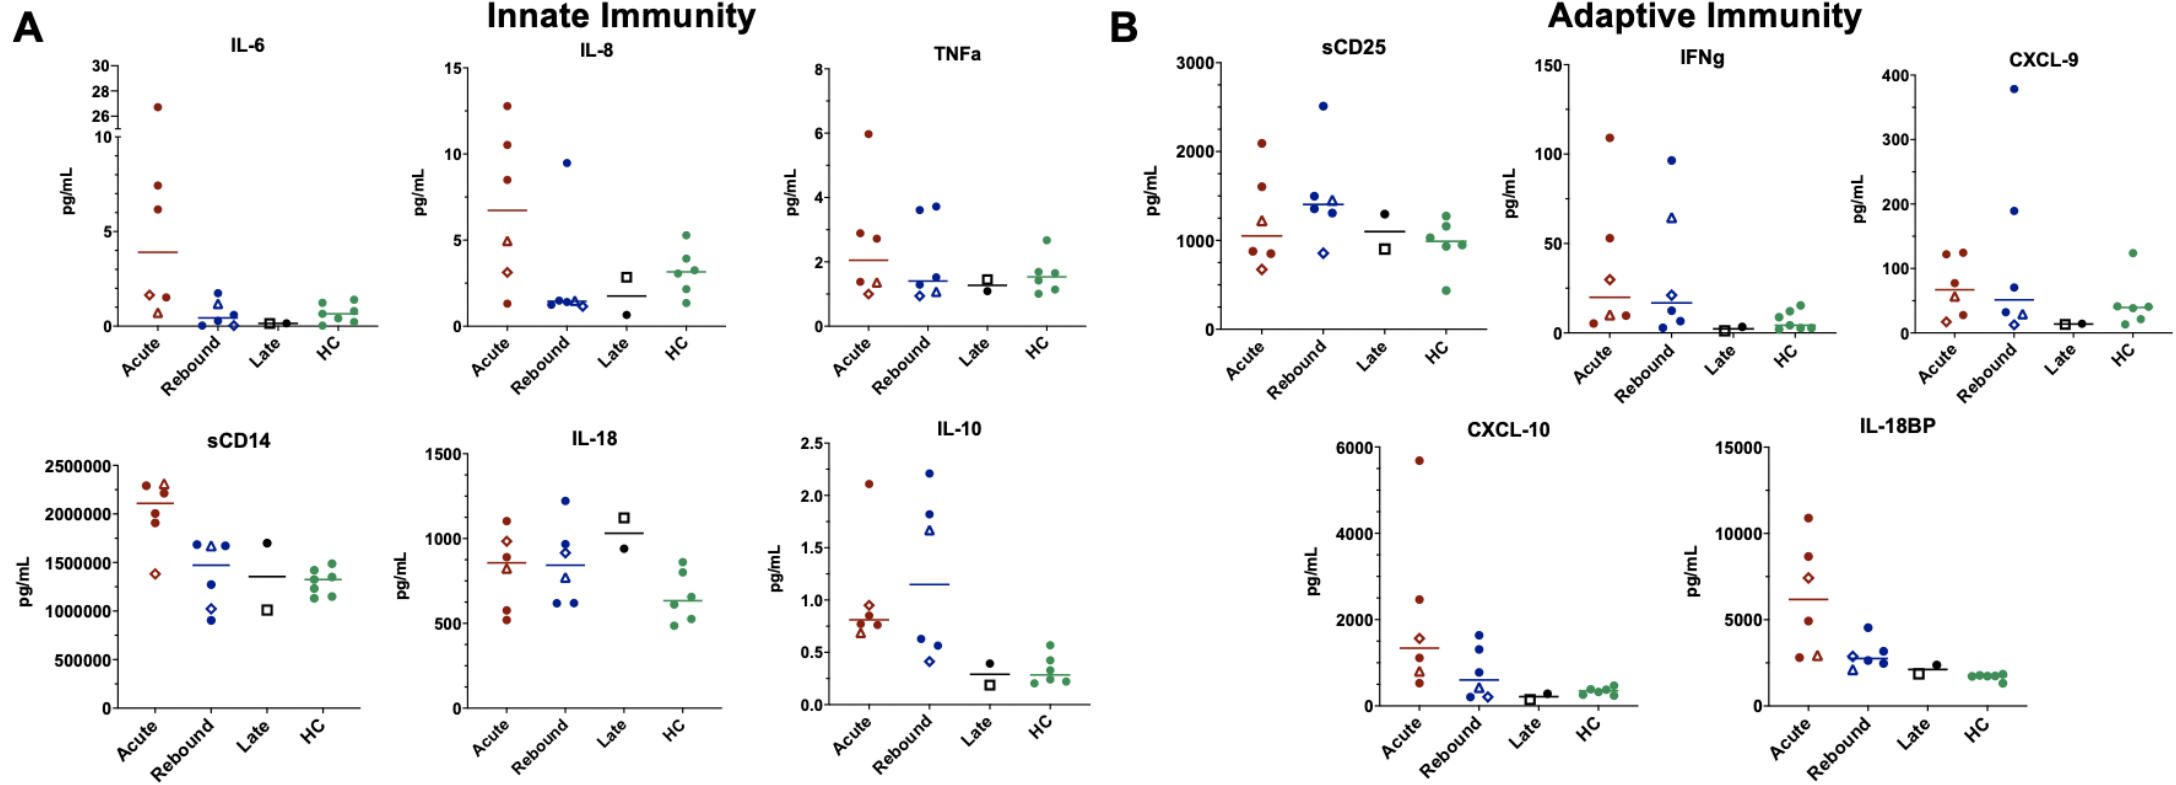 A
Innate Immunity
IL-6
30
28
26
10
5
0
pg/mL
Acute
Rebound
Late
HC
IL-8
15
10
5
0
pg/mL
Acute
Rebound
Late
HC
TNFa
8
6
4
2
0
pg/mL
Acute
Rebound
Late
HC
sCD14
2500000
2000000
1500000
1000000
500000
0
pg/mL
Acute
Rebound
Late
HC
IL-18
1500
1000
500
0
pg/mL
Acute
Rebound
Late
HC
IL-10
2.5
2.0
1.5
1.0
0.5
0.0
pg/mL
Acute
Rebound
Late
HC
B
Adaptive Immunity
sCD25
3000
2000
1000
0
pg/mL
Acute
Rebound
Late
HC
IFNg
150
100
50
0
pg/mL
Acute
Rebound
Late
HC
CXCL-9
400
300
200
100
0
pg/mL
Acute
Rebound
Late
HC
CXCL-10
6000
4000
2000
0
pg/mL
Acute
Rebound
Late
HC
IL-18BP
15000
10000
5000
0
pg/mL
Acute
Rebound
Late
HC